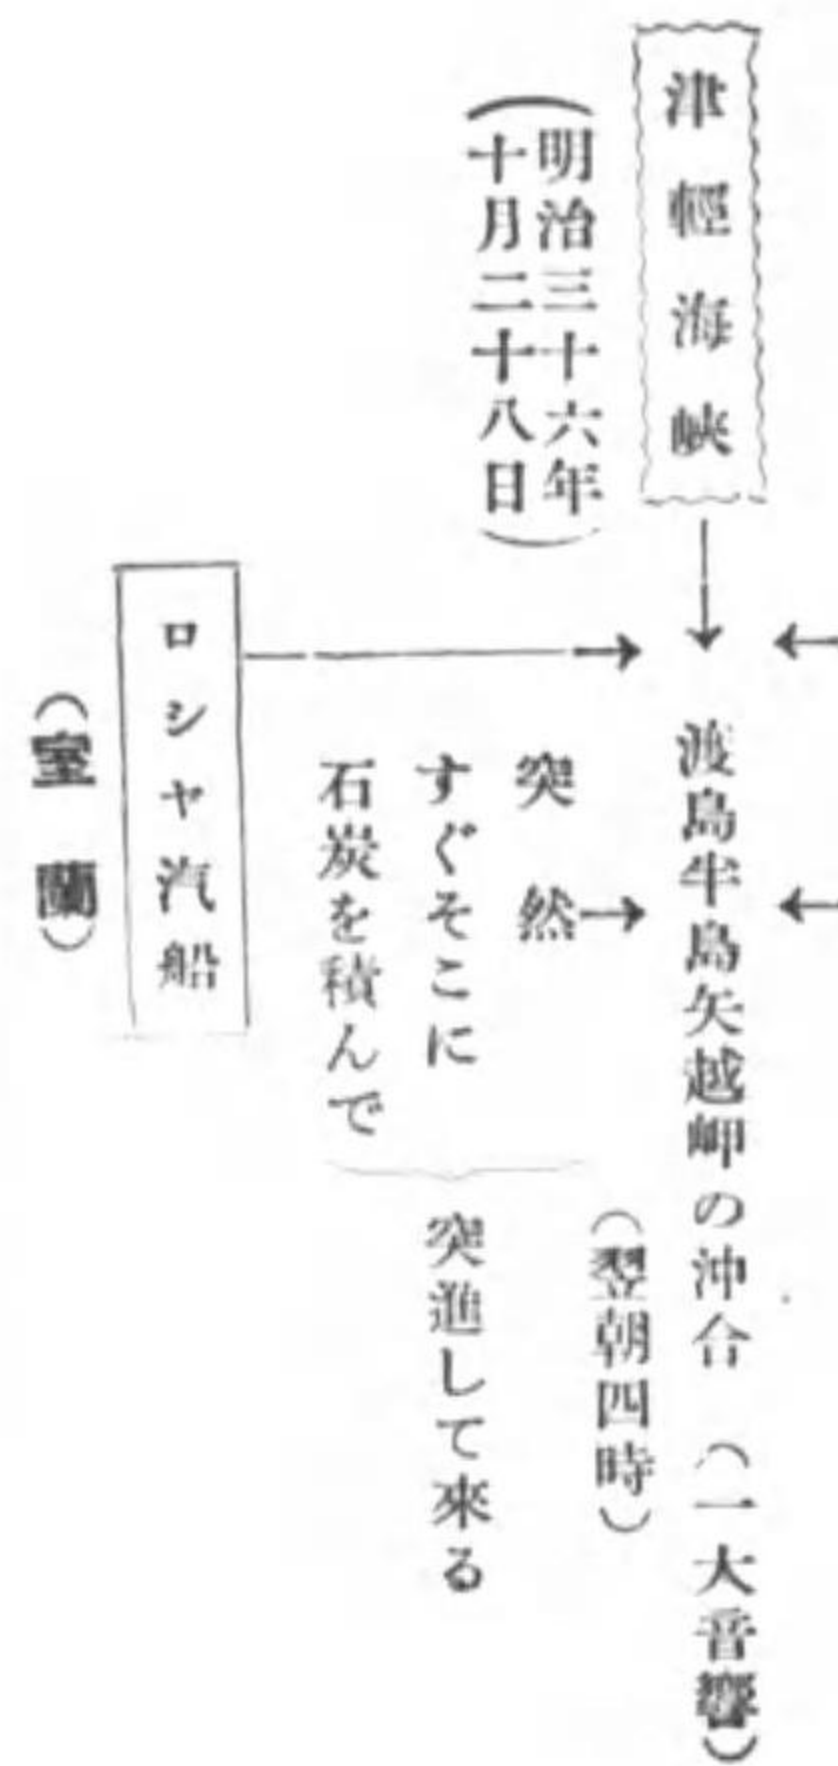 津輕海峽
（明治三十六年
十月二十八日）
渡島半島矢越岬の沖合 （一大音響）
（翌朝四時）
突然
すぐそこに
石炭を積んで
突進して來る
ロシヤ汽船
（室蘭）